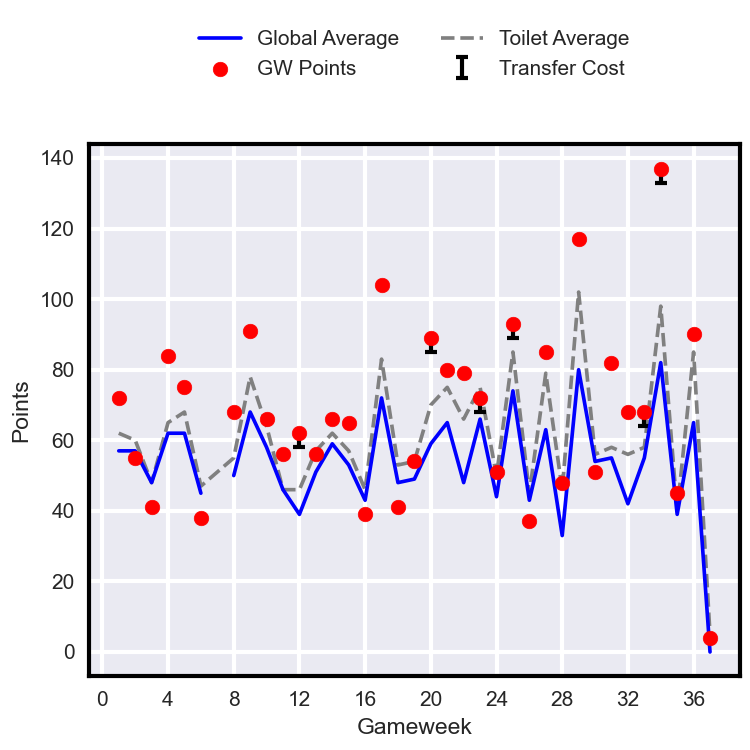 Global Average
Toilet Average
GW Points
Transfer Cost
140
120
100
80
60
40
20
0
Points
0 4 8 12 16 20 24 28 32 36
Gameweek